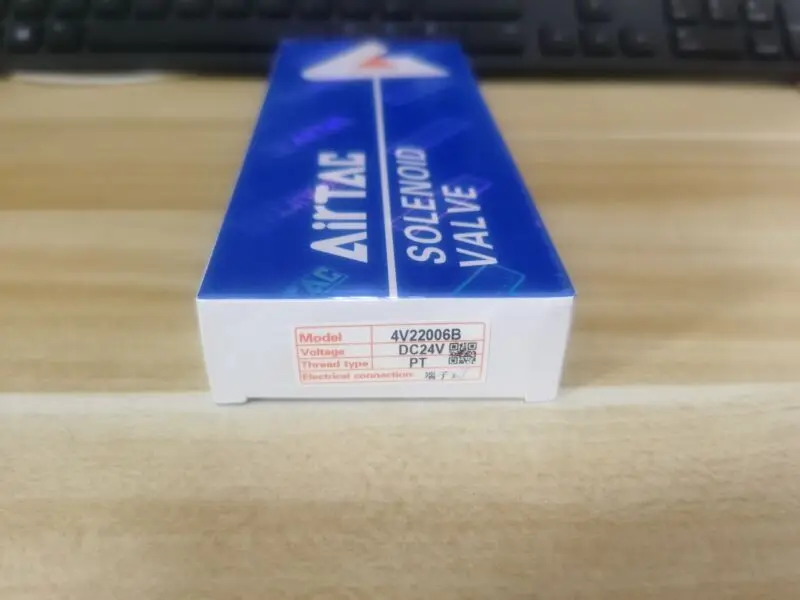 AirTAC
SOLENOID
VALVE
Model 4V22006B
Voltage DC24V
Thread type PT
Electrical connection 端子